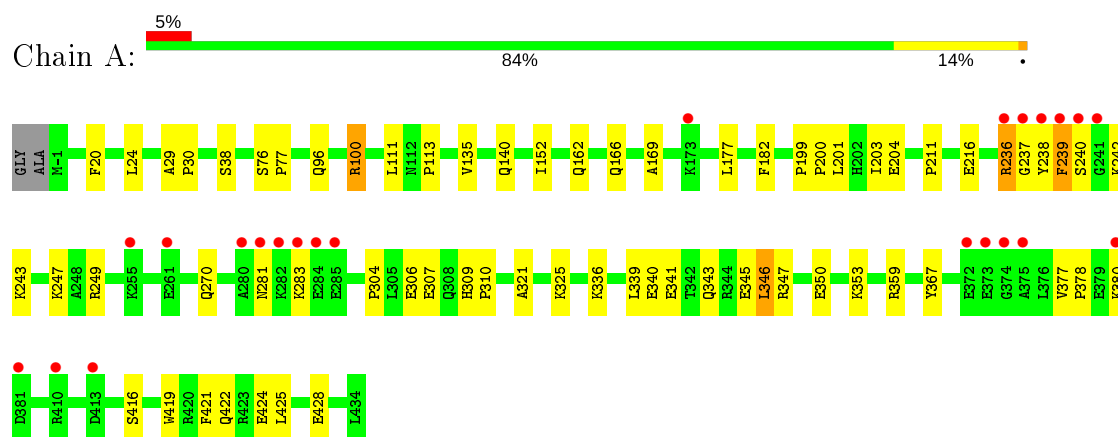 5%
Chain A:
84%
14%
•
GLY ALA M-1 F20 L24 A29 P30 S38 S76 P77 Q96 R100 L111 N112 P113 V135 Q140 I152 Q162 Q166 A169 K173 L177 F182 P199 P200 L201 H202 I203 E204 P211 E216 R236 G237 Y238 F239 S240 G241 K242
K243 K247 A248 R249 K255 E261 Q270 A280 N281 K282 K283 E284 E285 P304 L305 E306 E307 Q308 H309 P310 A321 K325 K336 L339 E340 E341 T342 Q343 R344 E345 L346 R347 E350 K353 R359 Y367 E372 E373 G374 A375 L376 V377 P378 E379 K380
D381 R410 D413 S416 W419 R420 F421 Q422 R423 E424 L425 E428 L434